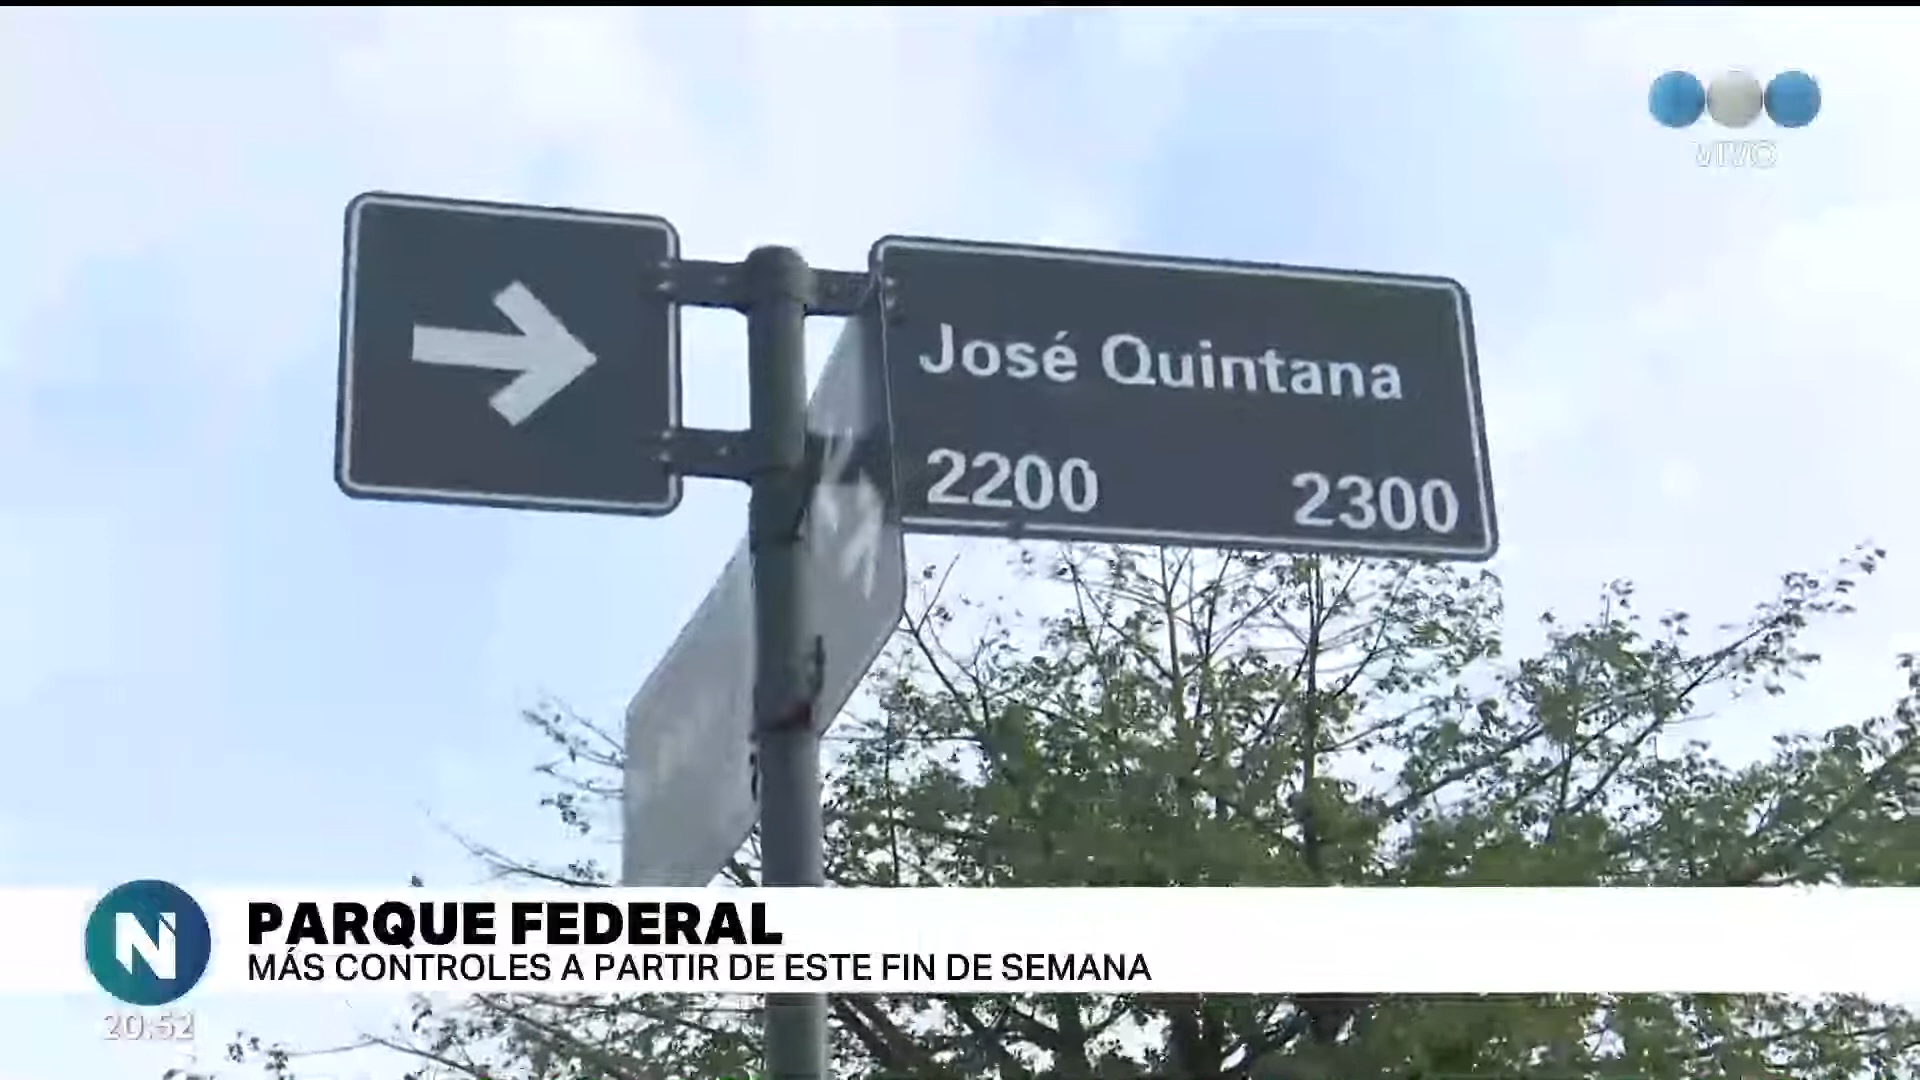 VIVO
José Quintana
2200 2300
N
PARQUE FEDERAL
MÁS CONTROLES A PARTIR DE ESTE FIN DE SEMANA
20:52